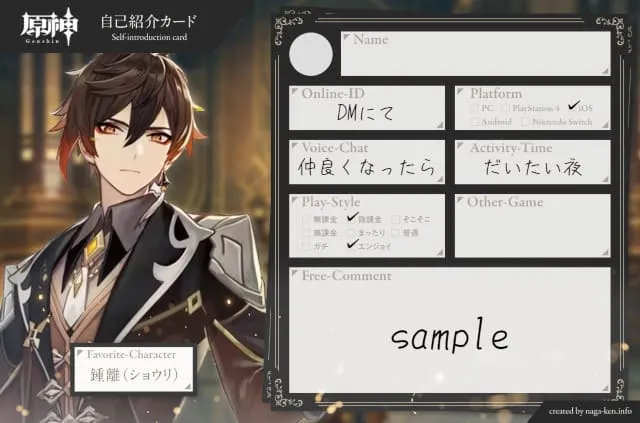 原神
Genshin
自己紹介カード
Self-introduction card
Name
Online-ID
DMにて
Platform
PC PlayStation 4 iOS
Android Nintendo Switch
Voice-Chat
仲良くなったら
Activity-Time
だいたい夜
Play-Style
無課金 微課金 そこそこ
重課金 まったり 普通
ガチ エンジョイ
Other-Game
Free-Comment
sample
Favorite-Character
鍾離(ショウリ)
created by naga-ken.info